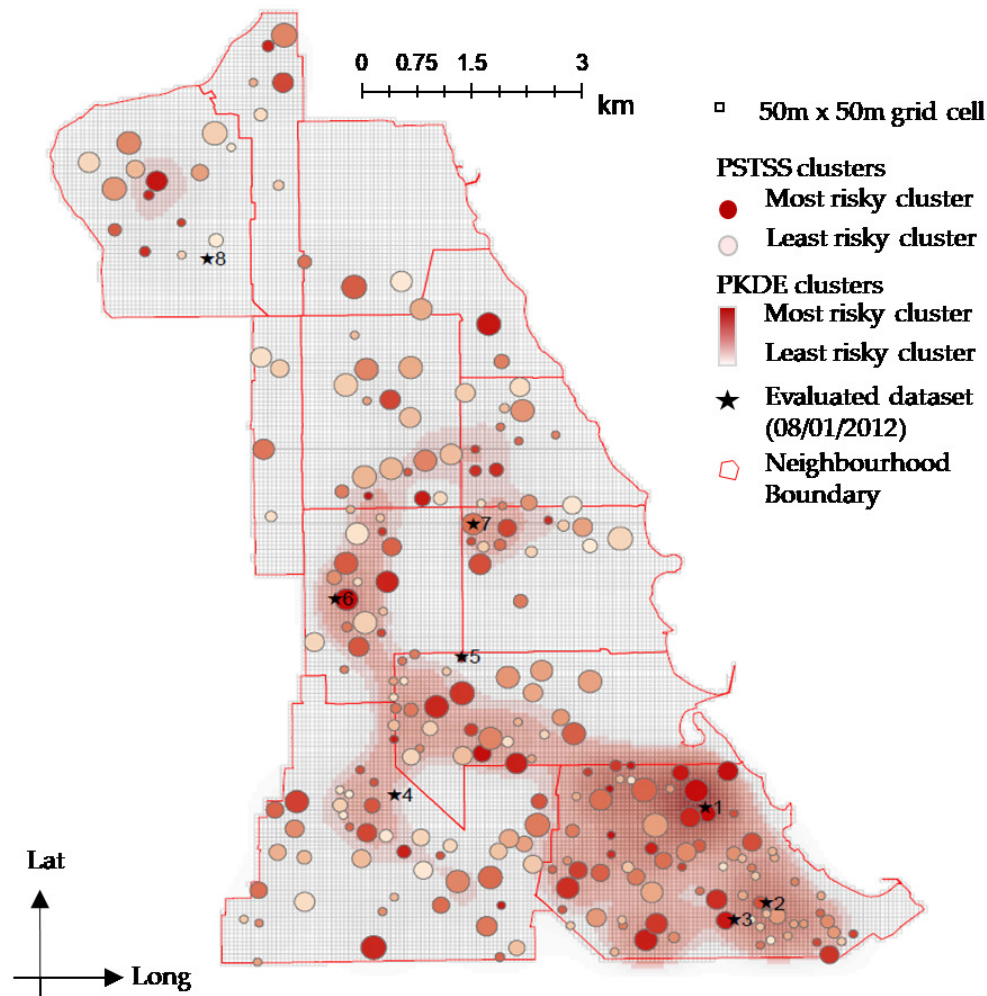 0 0.75 1.5 3
km
50m x 50m grid cell
PSTSS clusters
Most risky cluster
Least risky cluster
PKDE clusters
Most risky cluster
Least risky cluster
Evaluated dataset
(08/01/2012)
Neighbourhood
Boundary
8
7
6
5
4
1
2
3
Lat
Long